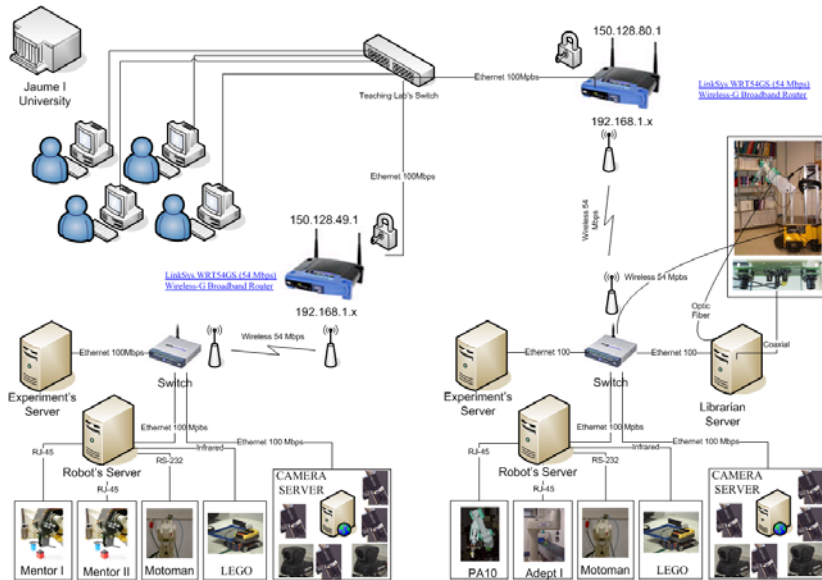 Jaume I
University
Teaching Lab's Switch
Ethernet 100Mbps
150.128.80.1
LinkSys WRT54GS (54 Mbps)
Wireless-G Broadband Router
192.168.1.x
Ethernet 100Mbps
Wireless 54
Mbps
150.128.49.1
LinkSys WRT54GS (54 Mbps)
Wireless-G Broadband Router
192.168.1.x
Wireless 54 Mpbs
Optic
Fiber
Coaxial
Experiment's
Server
Ethernet 100Mbps
Switch
Wireless 54 Mbps
Experiment's
Server
Ethernet 100
Switch
Ethernet 100
Librarian
Server
Ethernet 100 Mpbs
RJ-45
Robot's Server
RJ-45
RS-232
Infrared
Ethernet 100 Mbps
CAMERA
SERVER
Mentor I
Mentor II
Motoman
LEGO
Ethernet 100 Mpbs
RJ-45
Robot's Server
RJ-45
RS-232
Infrared
Ethernet 100 Mbps
CAMERA
SERVER
PA10
Adept I
Motoman
LEGO